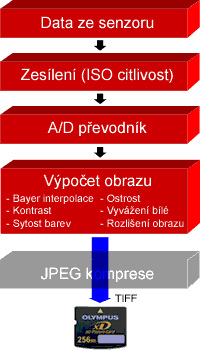 Data ze senzoru
Zesílení (ISO citlivost)
A/D převodník
Výpočet obrazu
- Bayer interpolace
- Kontrast
- Sytost barev
- Ostrost
- Vyvážení bílé
- Rozlišení obrazu
JPEG komprese
TIFF
OLYMPUS
xD
256